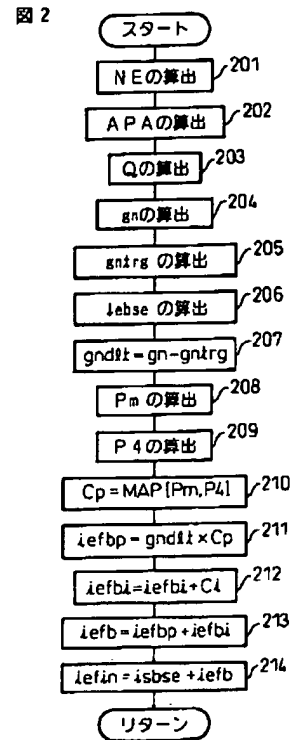 図2
スタート
NEの算出 201
APAの算出 202
Qの算出 203
gnの算出 204
gntrg の算出 205
iebse の算出 206
gndlt=gn-gntrg 207
Pm の算出 208
P4の算出 209
Cp=MAP[Pm,P4] 210
iefbp=gndlt×Cp 211
iefbi=iefbi+Ci 212
iefb=iefbp+iefbi 213
iefin=isbse+iefb 214
リターン